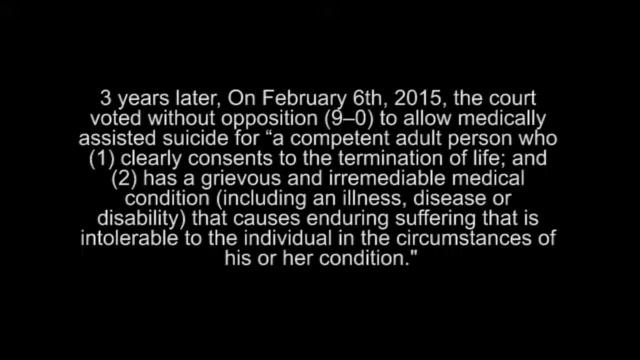 3 years later, On February 6th, 2015, the court
voted without opposition (9–0) to allow medically
assisted suicide for “a competent adult person who
(1) clearly consents to the termination of life; and
(2) has a grievous and irremediable medical
condition (including an illness, disease or
disability) that causes enduring suffering that is
intolerable to the individual in the circumstances of
his or her condition."